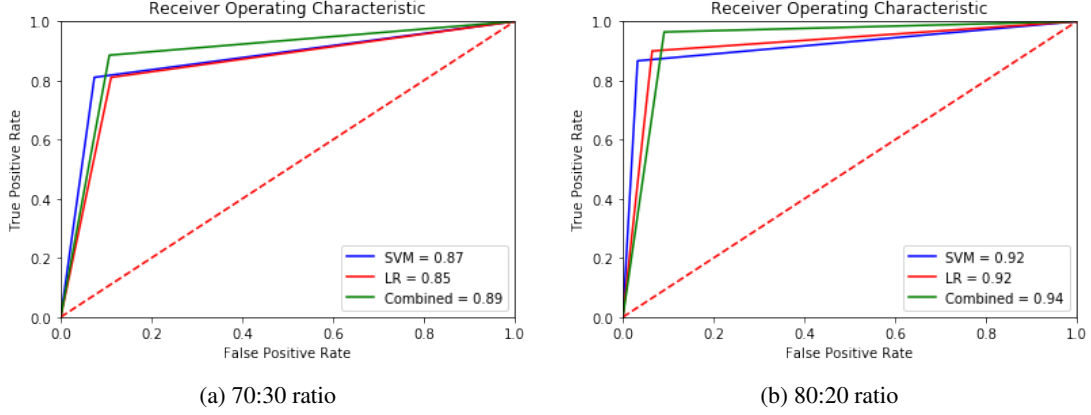 Receiver Operating Characteristic
1.0
0.8
0.6
0.4
0.2
0.0
True Positive Rate
SVM = 0.87
LR = 0.85
Combined = 0.89
0.0 0.2 0.4 0.6 0.8 1.0
False Positive Rate
(a) 70:30 ratio
Receiver Operating Characteristic
1.0
0.8
0.6
0.4
0.2
0.0
True Positive Rate
SVM = 0.92
LR = 0.92
Combined = 0.94
0.0 0.2 0.4 0.6 0.8 1.0
False Positive Rate
(b) 80:20 ratio